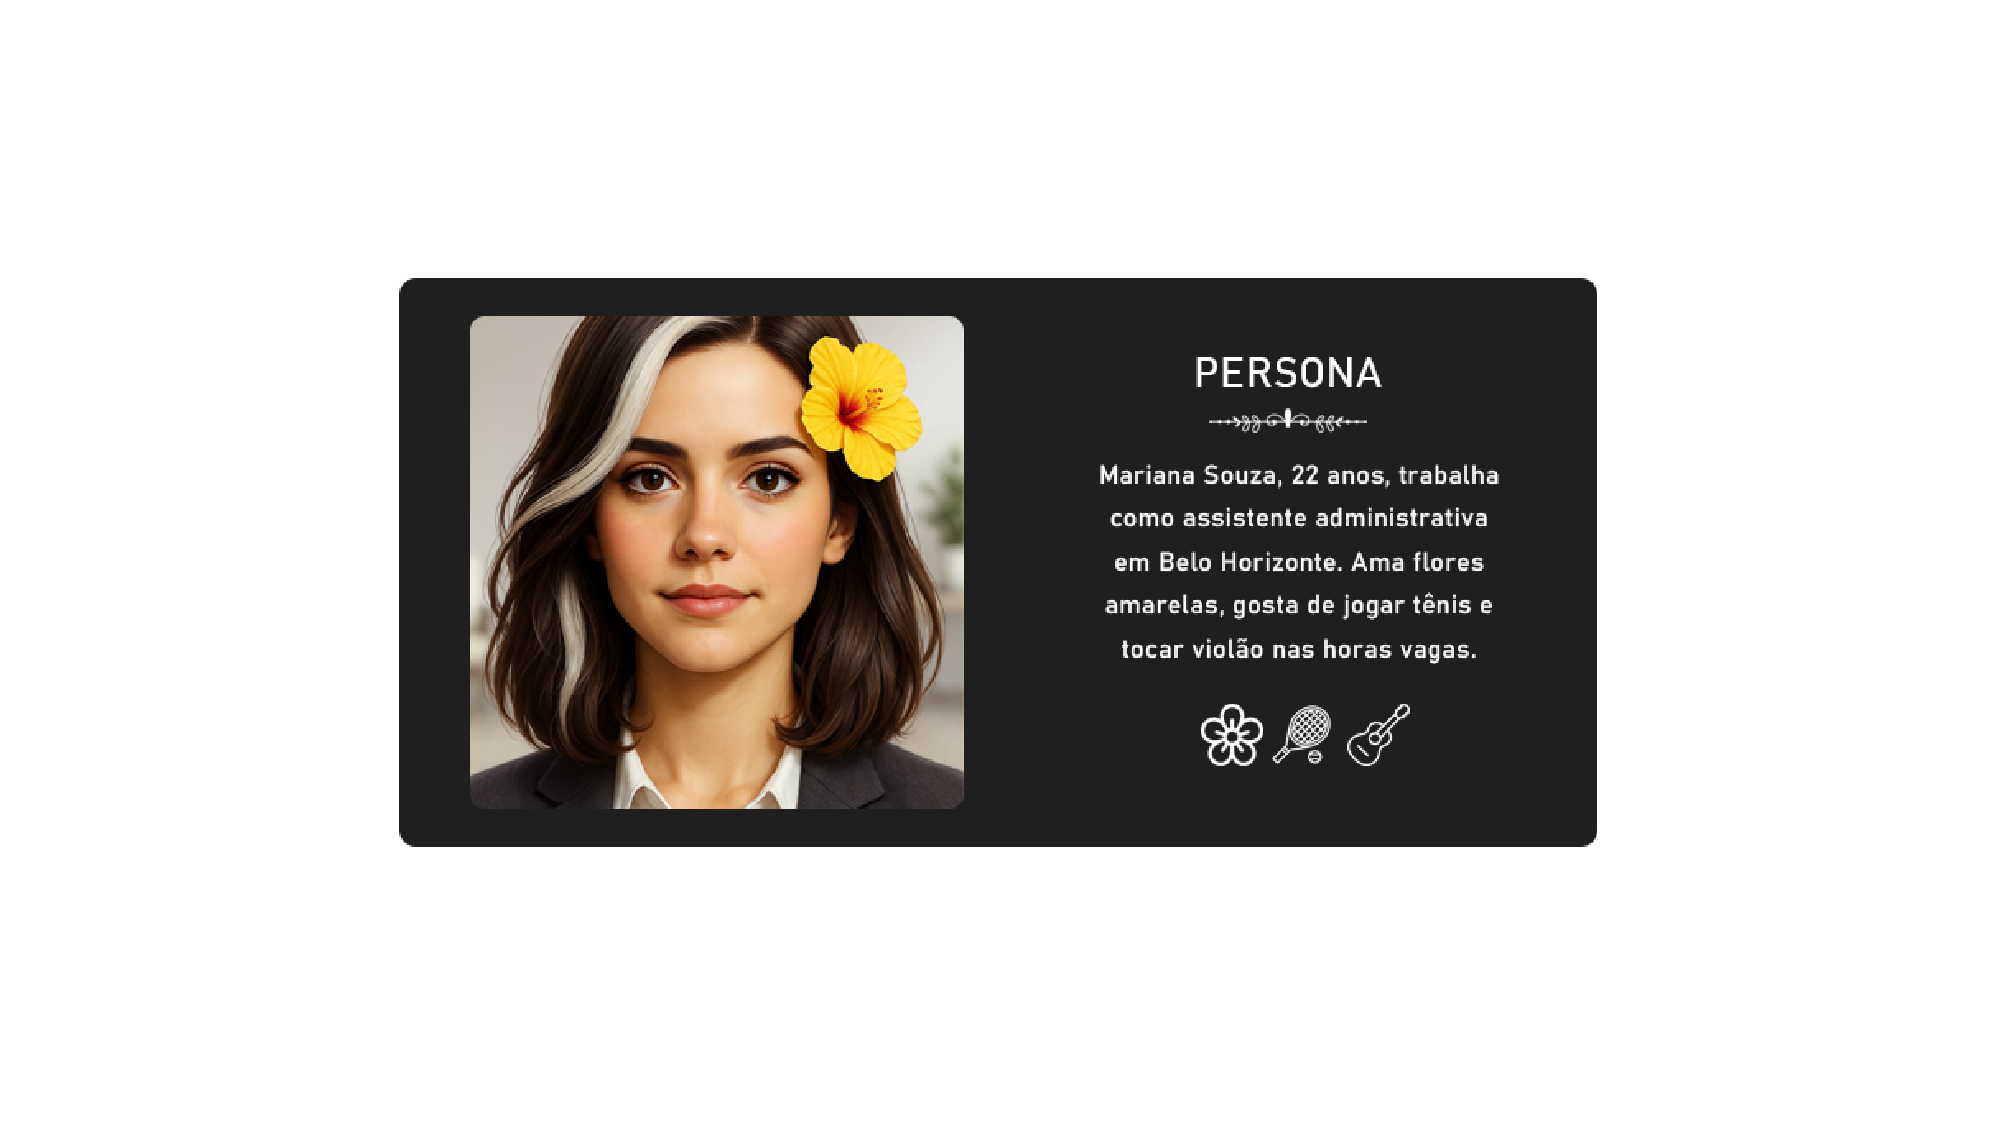 PERSONA
Mariana Souza, 22 anos, trabalha
como assistente administrativa
em Belo Horizonte. Ama flores
amarelas, gosta de jogar tênis e
tocar violão nas horas vagas.